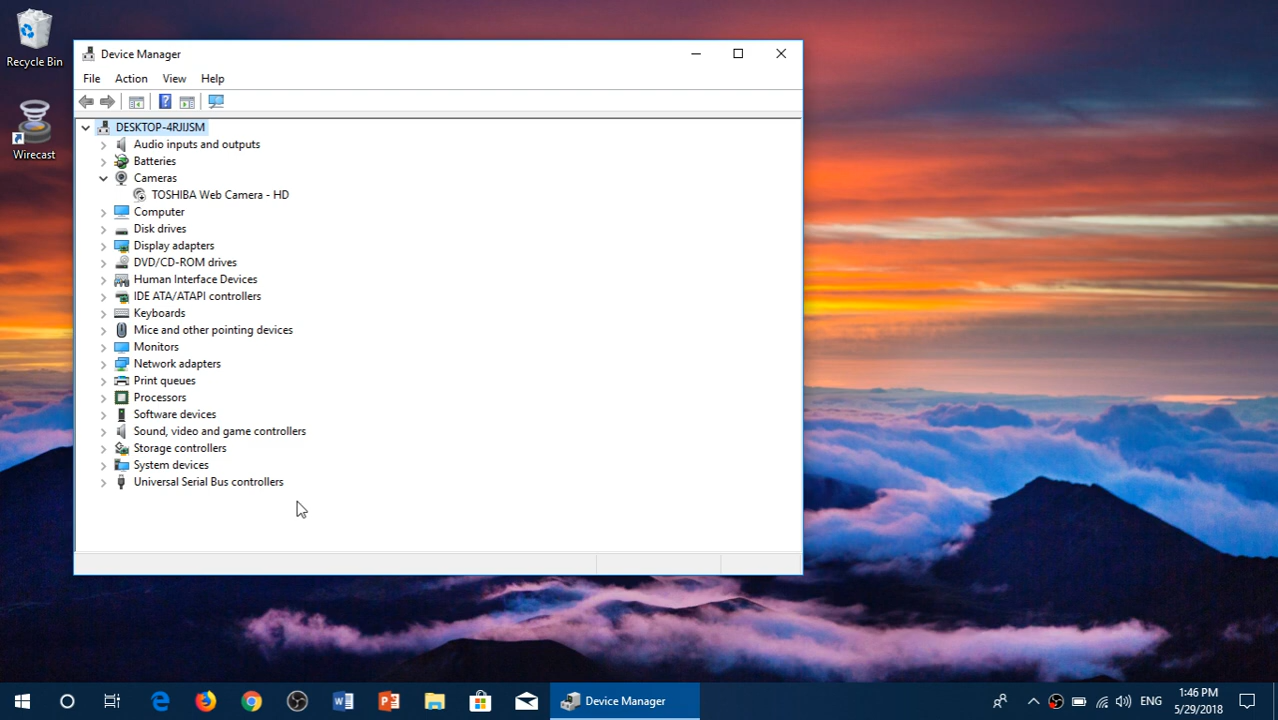 Recycle Bin
Wirecast
Device Manager
File Action View Help
DESKTOP-4RJIJSM
Audio inputs and outputs
Batteries
Cameras
TOSHIBA Web Camera - HD
Computer
Disk drives
Display adapters
DVD/CD-ROM drives
Human Interface Devices
IDE ATA/ATAPI controllers
Keyboards
Mice and other pointing devices
Monitors
Network adapters
Print queues
Processors
Software devices
Sound, video and game controllers
Storage controllers
System devices
Universal Serial Bus controllers
Device Manager
ENG
1:46 PM
5/29/2018